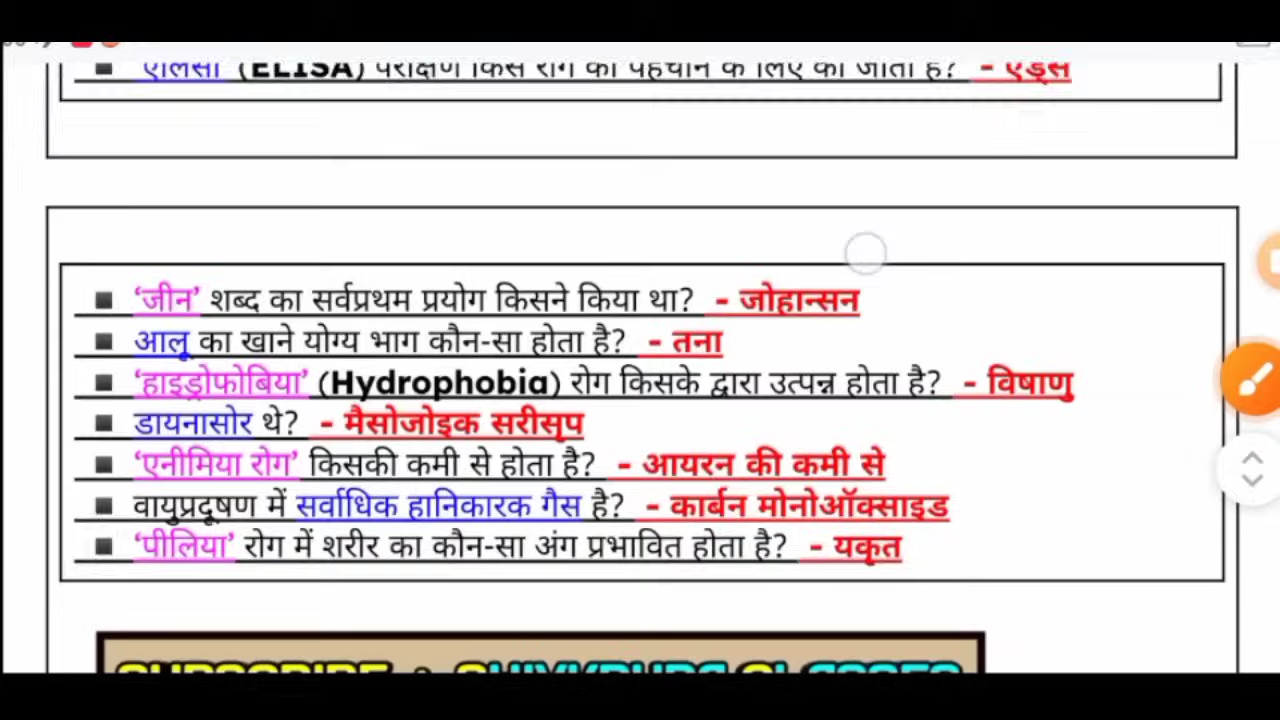 ▪ 'एलिसा' (ELISA) परीक्षण किस रोग की पहचान के लिए की जाती है? - एड्स
▪ 'जीन' शब्द का सर्वप्रथम प्रयोग किसने किया था? - जोहान्सन
▪ आलू का खाने योग्य भाग कौन-सा होता है? - तना
▪ 'हाइड्रोफोबिया' (Hydrophobia) रोग किसके द्वारा उत्पन्न होता है? - विषाणु
▪ डायनासोर थे? - मैसोजोइक सरीसृप
▪ 'एनीमिया रोग' किसकी कमी से होता है? - आयरन की कमी से
▪ वायुप्रदूषण में सर्वाधिक हानिकारक गैस है? - कार्बन मोनोऑक्साइड
▪ 'पीलिया' रोग में शरीर का कौन-सा अंग प्रभावित होता है? - यकृत